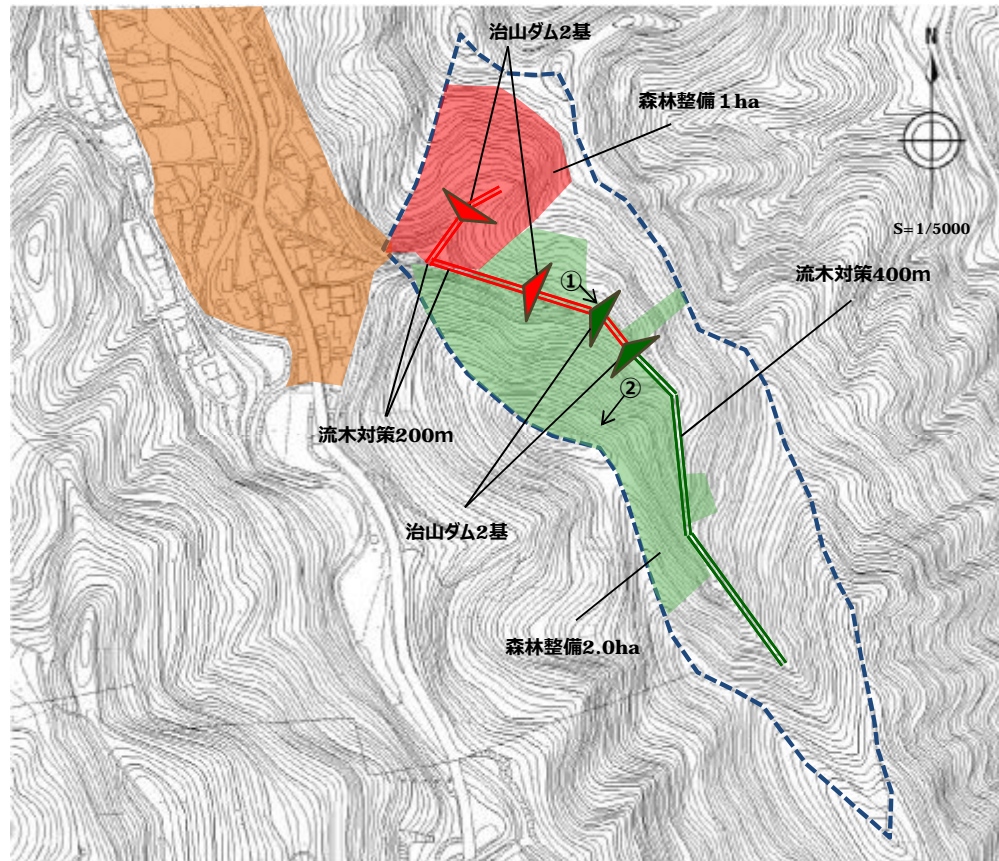 治山ダム2基
N
森林整備１ha
S=1/5000
流木対策400m
①
②
流木対策200m
治山ダム2基
森林整備2.0ha